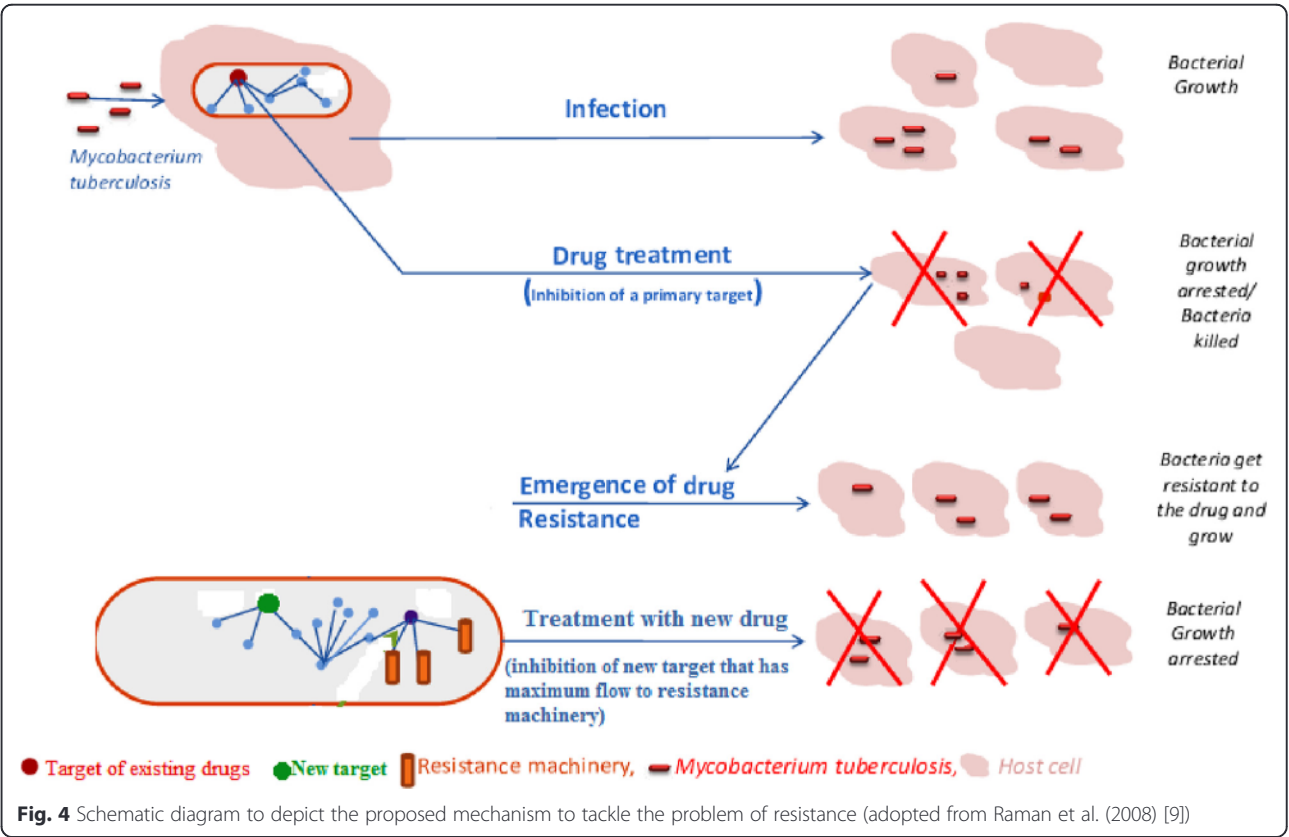 Mycobacterium
tuberculosis
Infection
Bacterial
Growth
Drug treatment
(Inhibition of a primary target)
Bacterial
growth
arrested/
Bacteria
killed
Emergence of drug
Resistance
Bacteria get
resistant to
the drug and
grow
Treatment with new drug
(inhibition of new target that has
maximum flow to resistance
machinery)
Bacterial
Growth
arrested
Target of existing drugs New target Resistance machinery, Mycobacterium tuberculosis, Host cell
Fig. 4 Schematic diagram to depict the proposed mechanism to tackle the problem of resistance (adopted from Raman et al. (2008) [9])